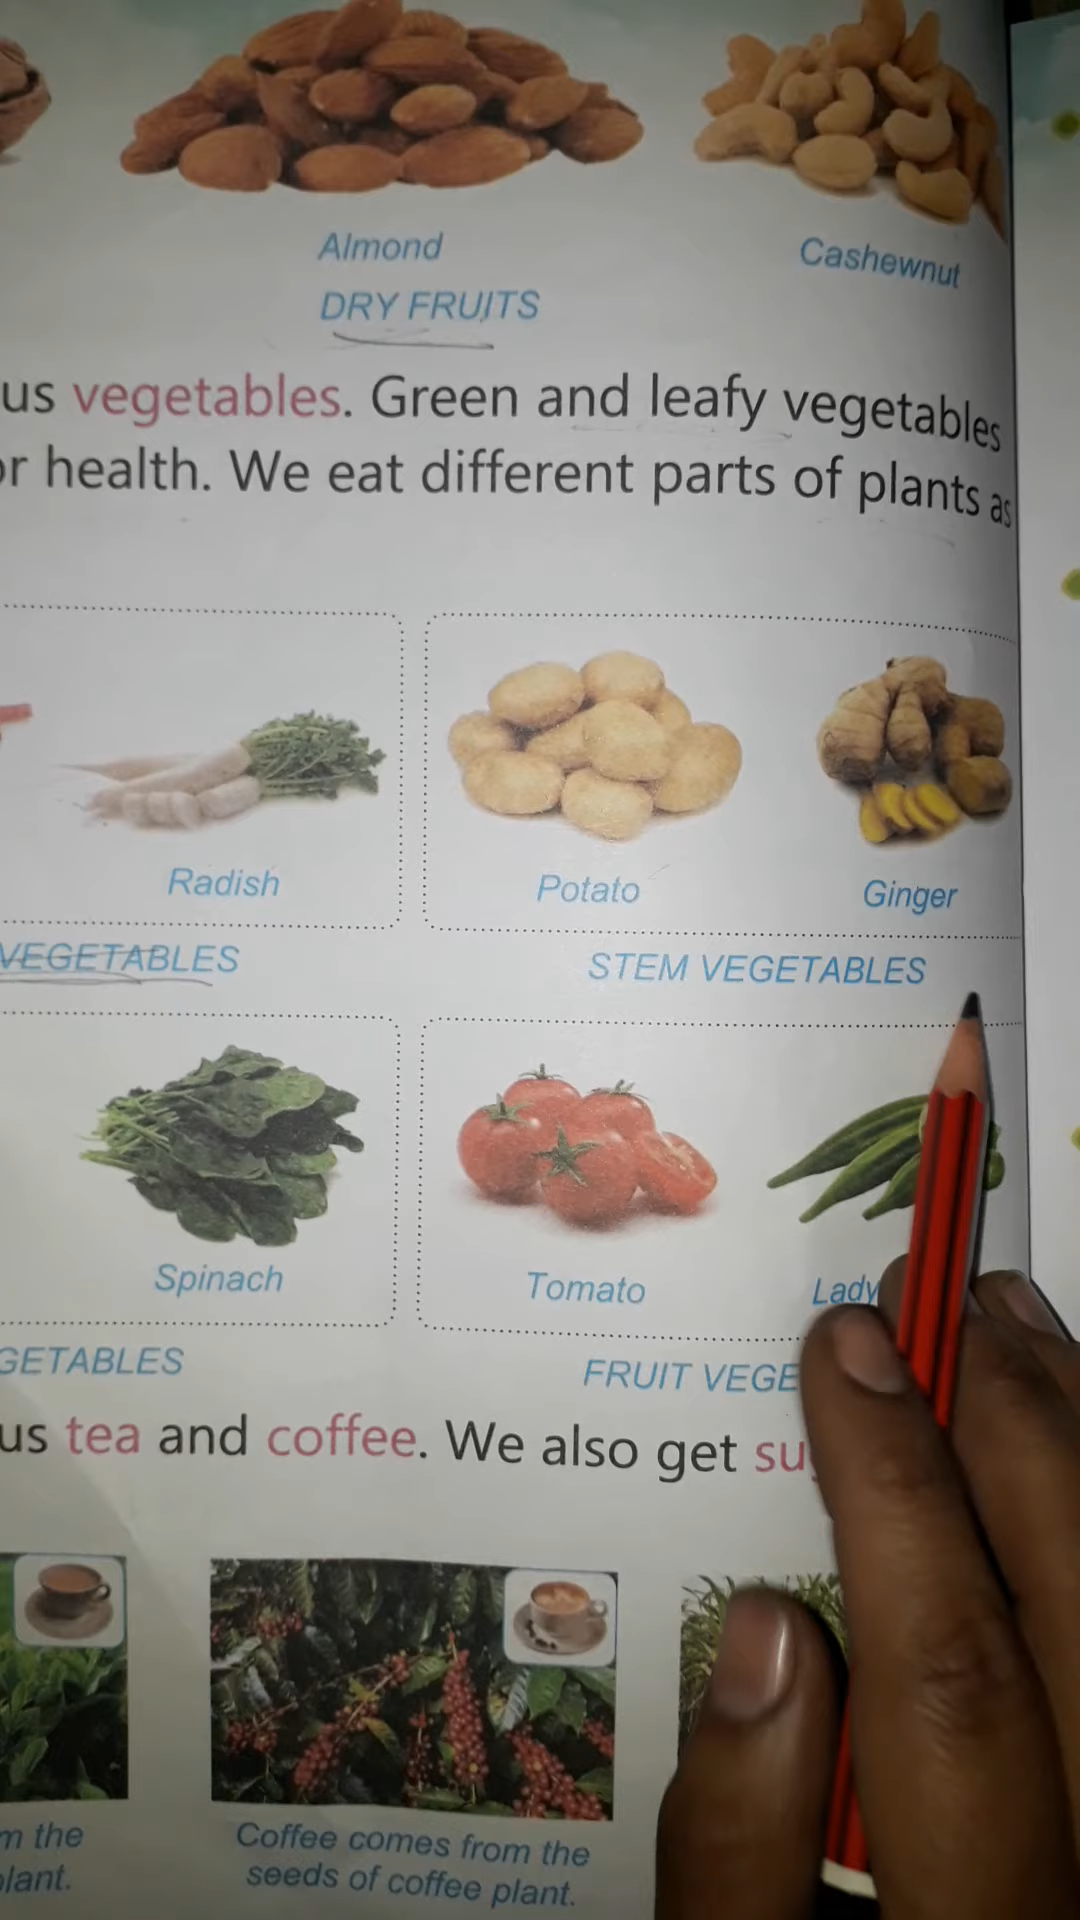 Almond
Cashewnut
DRY FRUITS
us vegetables. Green and leafy vegetables
or health. We eat different parts of plants as
Radish
Potato
Ginger
VEGETABLES
STEM VEGETABLES
Spinach
Tomato
Lady
GETABLES
FRUIT VEGE
us tea and coffee. We also get su
m the
plant.
Coffee comes from the
seeds of coffee plant.